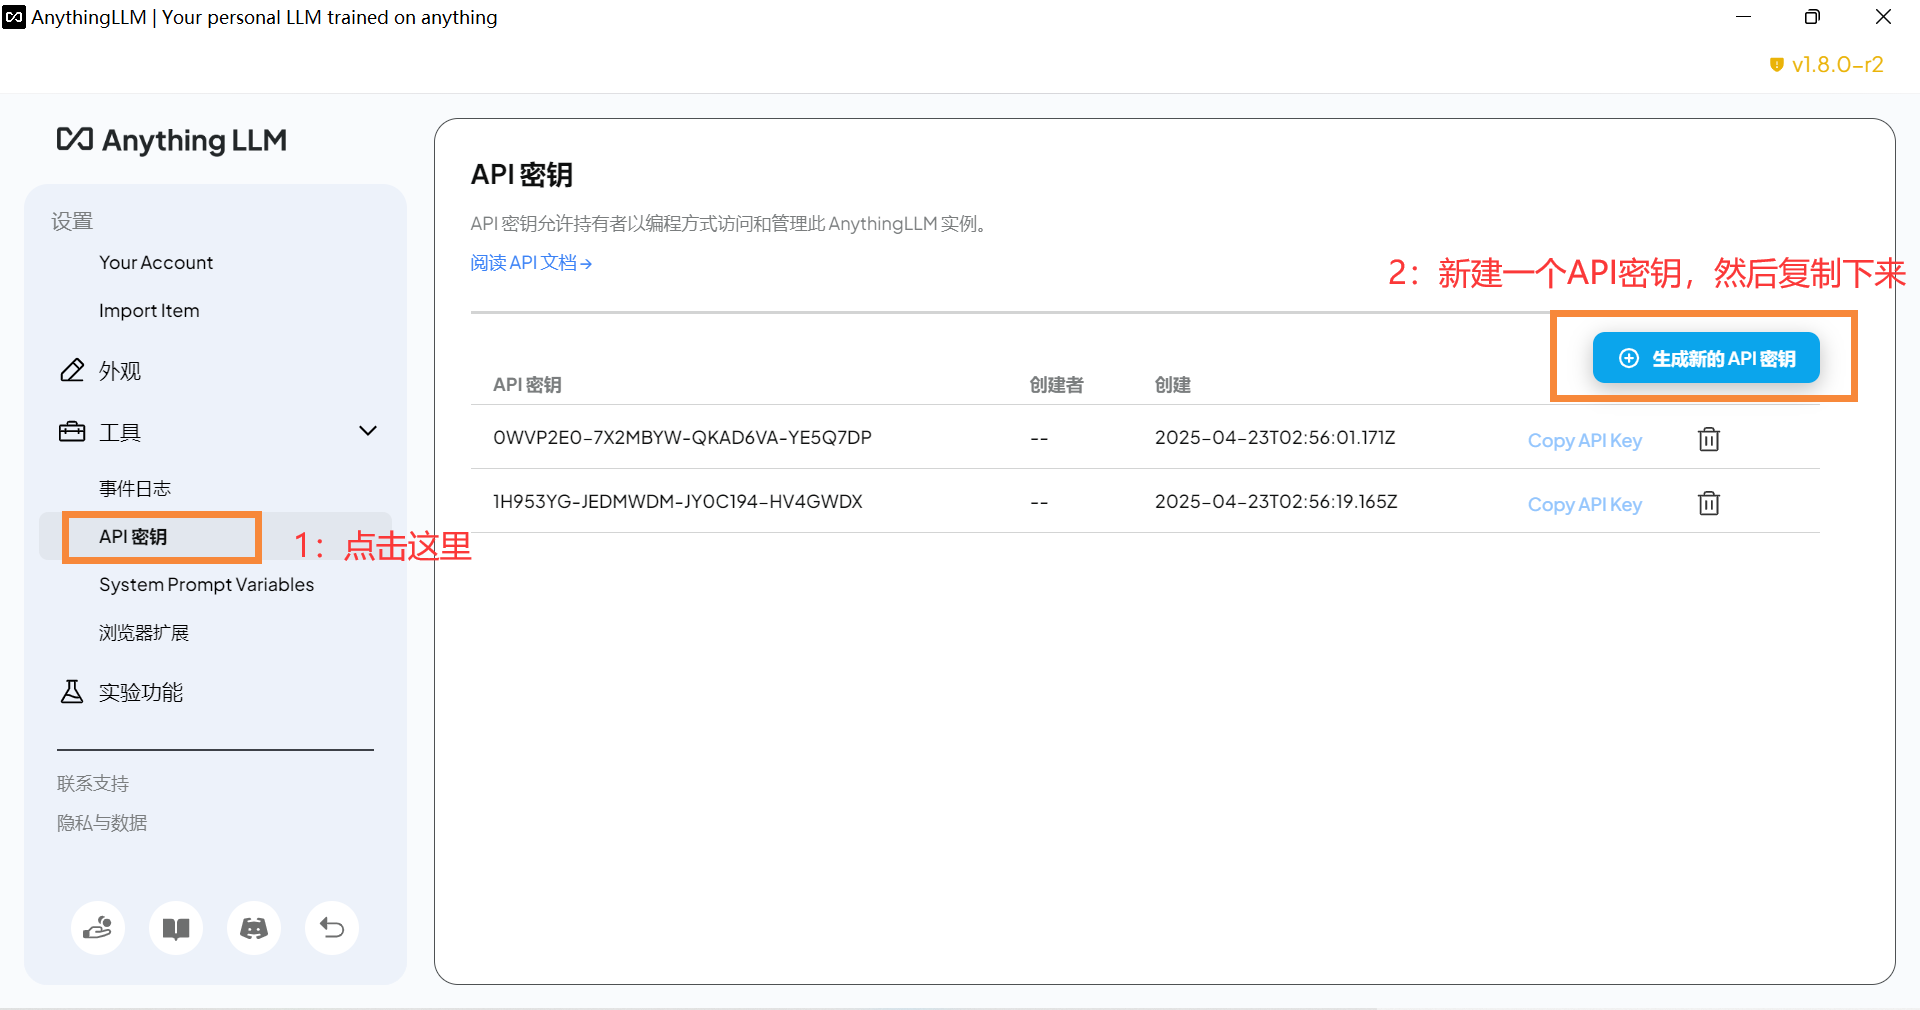 AnythingLLM | Your personal LLM trained on anything
v1.8.0-r2
Anything LLM
设置
Your Account
Import Item
外观
工具
事件日志
API 密钥
1：点击这里
System Prompt Variables
浏览器扩展
实验功能
联系支持
隐私与数据
API 密钥
API 密钥允许持有者以编程方式访问和管理此 AnythingLLM 实例。
阅读 API 文档→
2：新建一个API密钥，然后复制下来
生成新的 API 密钥
API 密钥 创建者 创建
0WVP2E0-7X2MBYW-QKAD6VA-YE5Q7DP -- 2025-04-23T02:56:01.171Z Copy API Key
1H953YG-JEDMWDM-JY0C194-HV4GWDX -- 2025-04-23T02:56:19.165Z Copy API Key